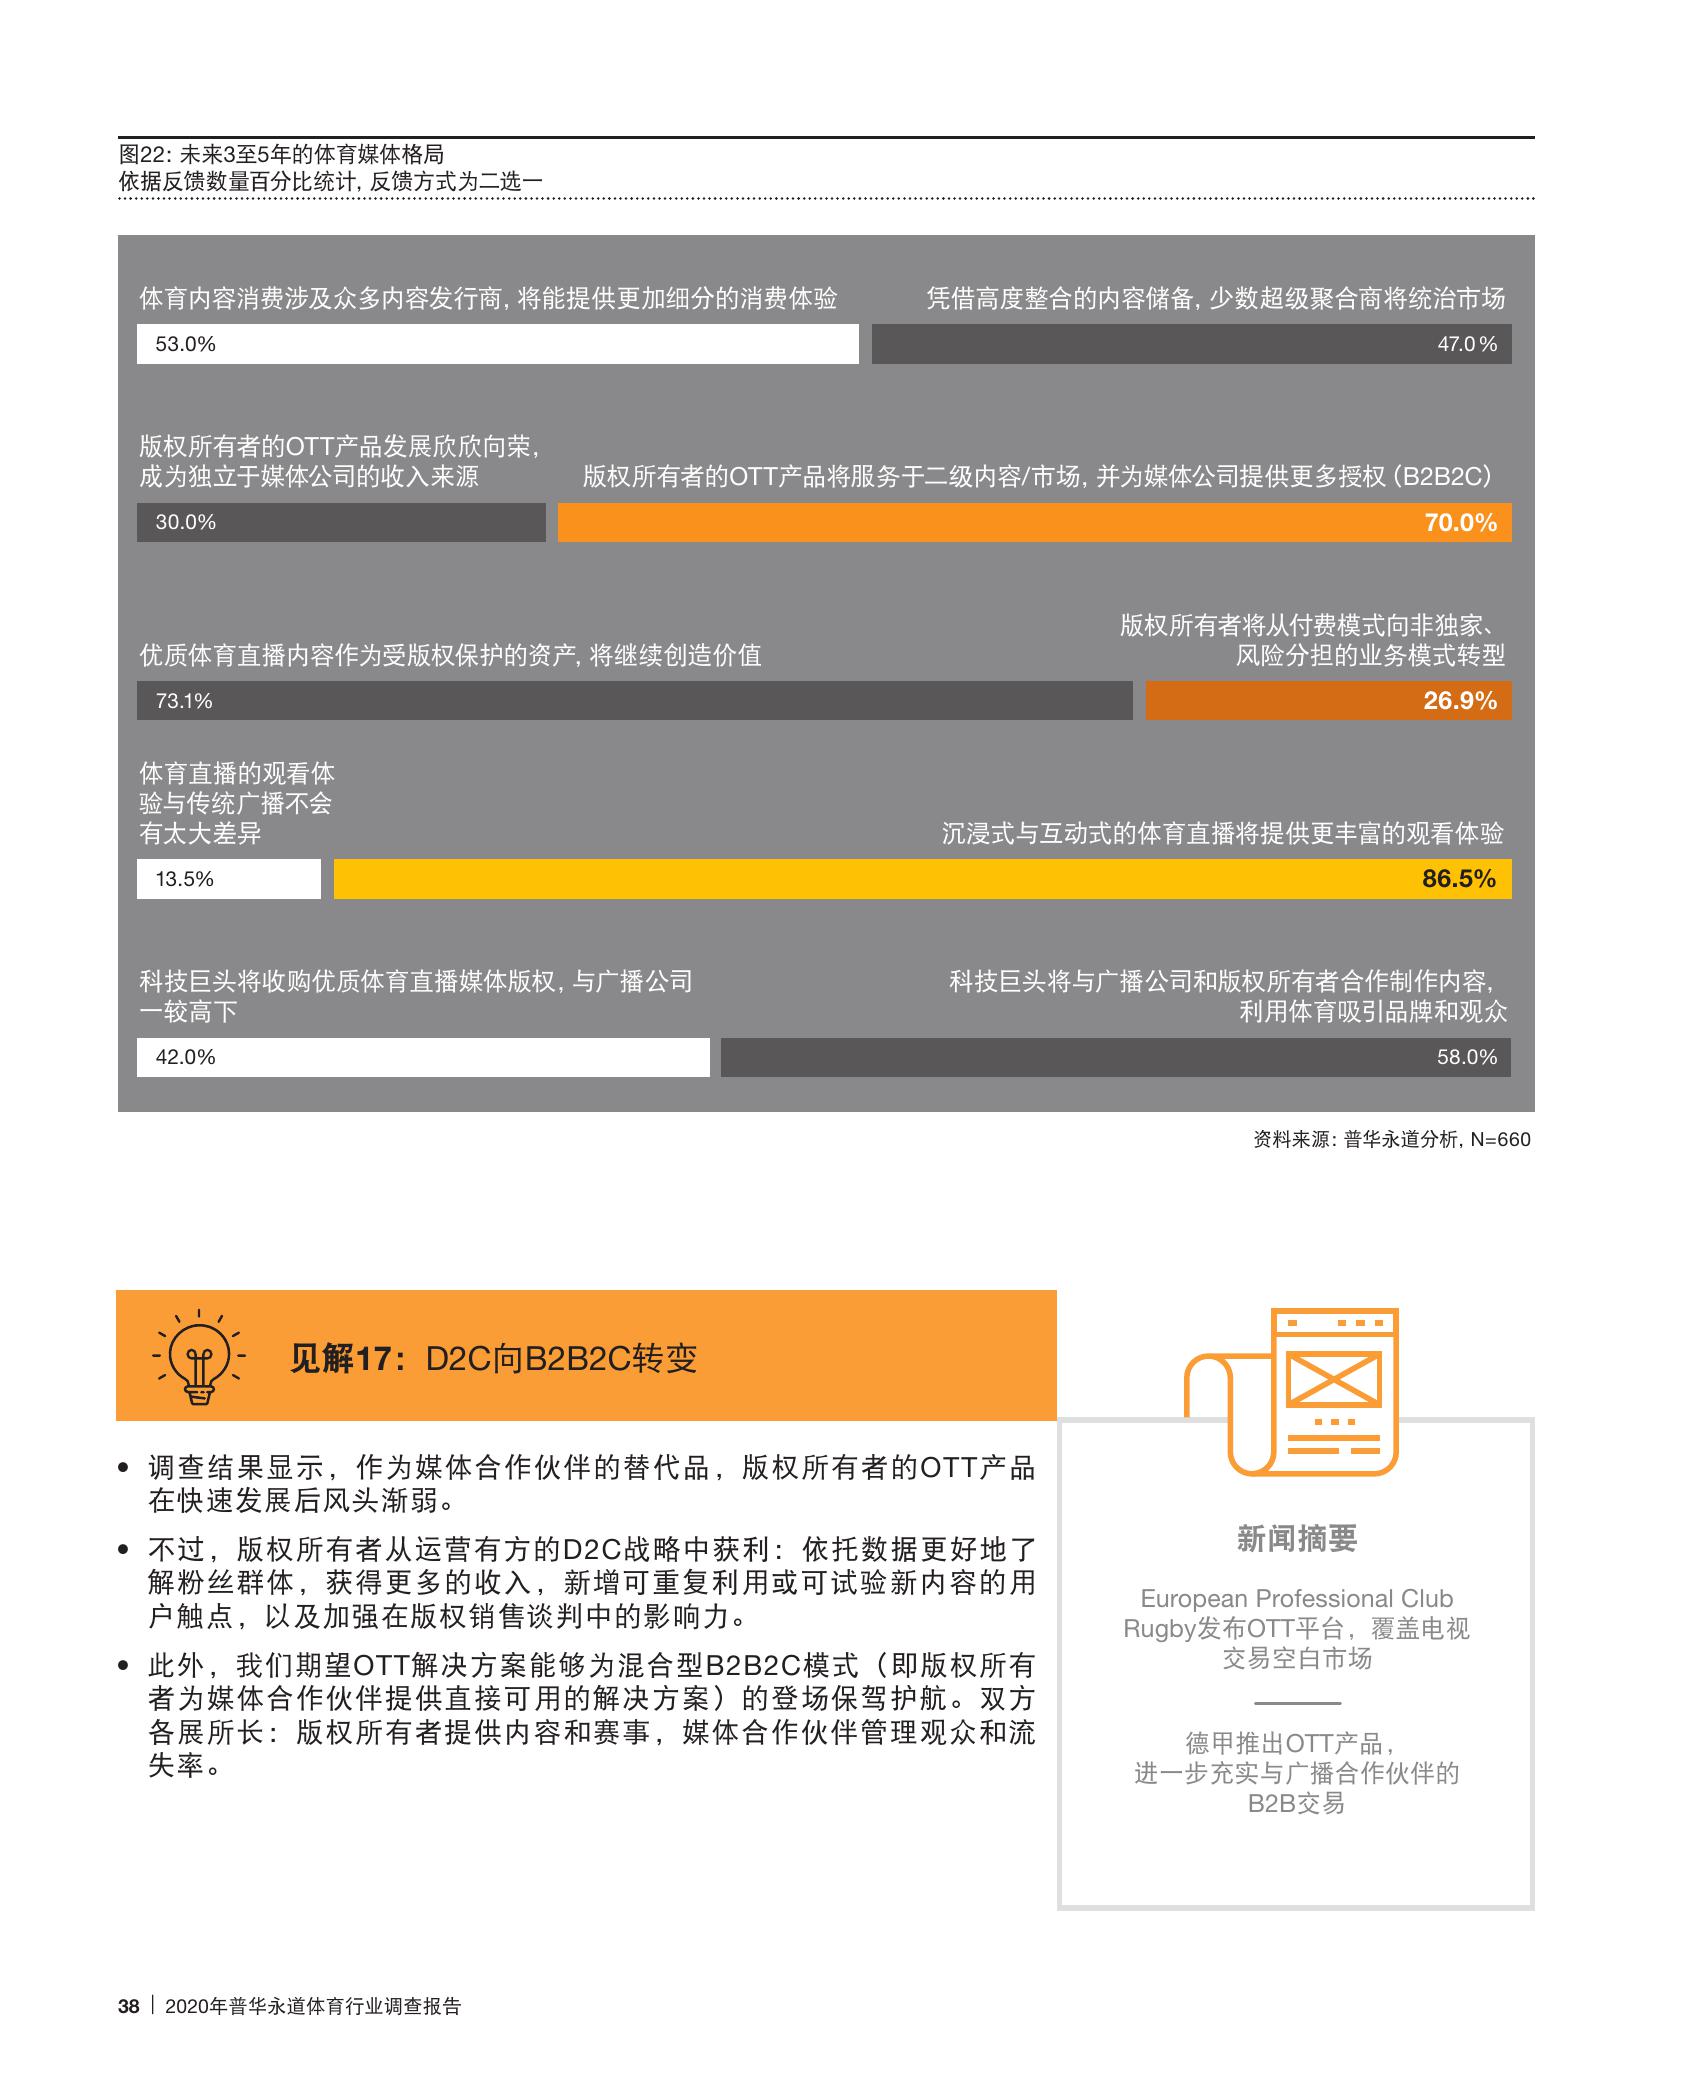 图22: 未来3至5年的体育媒体格局
依据反馈数量百分比统计, 反馈方式为二选一
体育内容消费涉及众多内容发行商, 将能提供更加细分的消费体验
凭借高度整合的内容储备, 少数超级聚合商将统治市场
53.0%
47.0%
版权所有者的OTT产品发展欣欣向荣,
成为独立于媒体公司的收入来源
版权所有者的OTT产品将服务于二级内容/市场, 并为媒体公司提供更多授权 (B2B2C)
30.0%
70.0%
优质体育直播内容作为受版权保护的资产, 将继续创造价值
版权所有者将从付费模式向非独家、
风险分担的业务模式转型
73.1%
26.9%
体育直播的观看体
验与传统广播不会
有太大差异
沉浸式与互动式的体育直播将提供更丰富的观看体验
13.5%
86.5%
科技巨头将收购优质体育直播媒体版权, 与广播公司
一较高下
科技巨头将与广播公司和版权所有者合作制作内容,
利用体育吸引品牌和观众
42.0%
58.0%
资料来源: 普华永道分析, N=660
见解17：D2C向B2B2C转变
• 调查结果显示，作为媒体合作伙伴的替代品，版权所有者的OTT产品
在快速发展后风头渐弱。
• 不过，版权所有者从运营有方的D2C战略中获利：依托数据更好地了
解粉丝群体，获得更多的收入，新增可重复利用或可试验新内容的用
户触点，以及加强在版权销售谈判中的影响力。
• 此外，我们期望OTT解决方案能够为混合型B2B2C模式（即版权所有
者为媒体合作伙伴提供直接可用的解决方案）的登场保驾护航。双方
各展所长：版权所有者提供内容和赛事，媒体合作伙伴管理观众和流
失率。
新闻摘要
European Professional Club
Rugby发布OTT平台，覆盖电视
交易空白市场
德甲推出OTT产品，
进一步充实与广播合作伙伴的
B2B交易
38 | 2020年普华永道体育行业调查报告